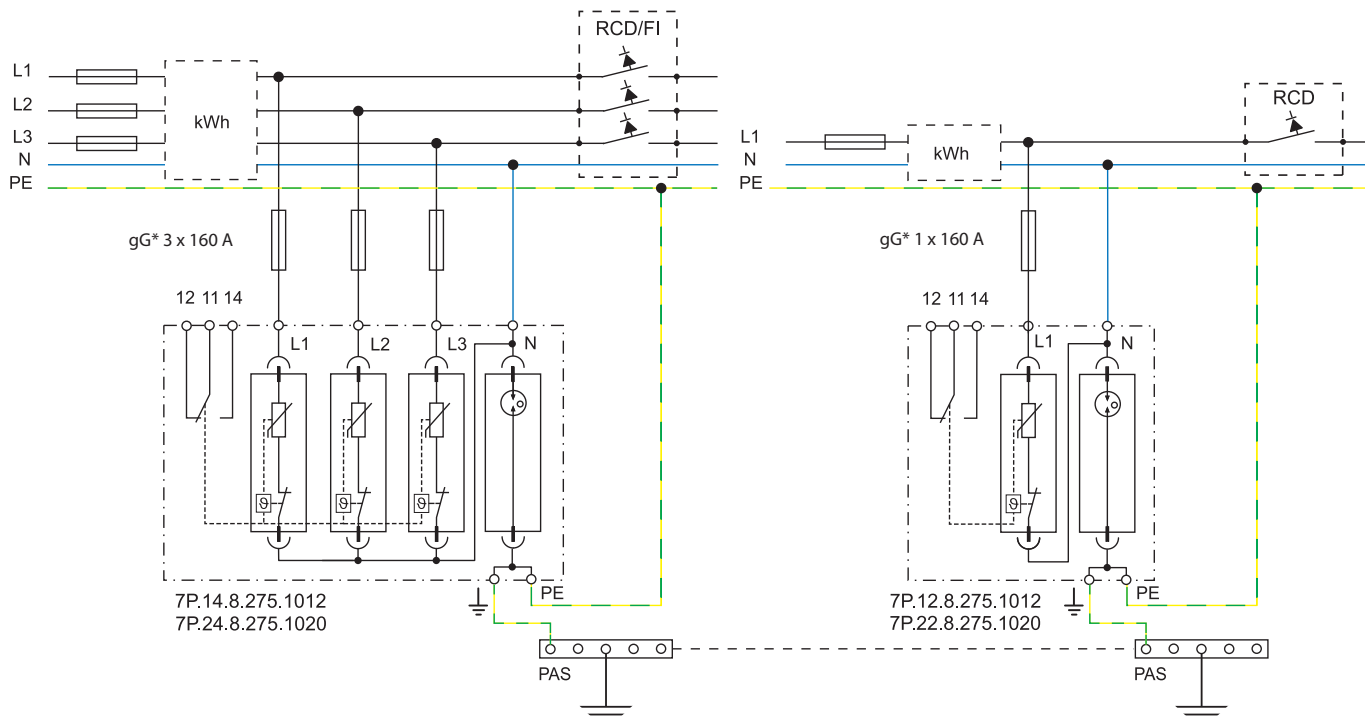 RCD/FI
L1
L2
kWh
L3
N
PE
RCD
L1
kWh
N
PE
gG* 3 x 160 A
gG* 1 x 160 A
12 11 14
12 11 14
L1
L2
L3
N
L1
N
ϑ
ϑ
ϑ
ϑ
PE
PE
7P.14.8.275.1012
7P.24.8.275.1020
7P.12.8.275.1012
7P.22.8.275.1020
PAS
PAS